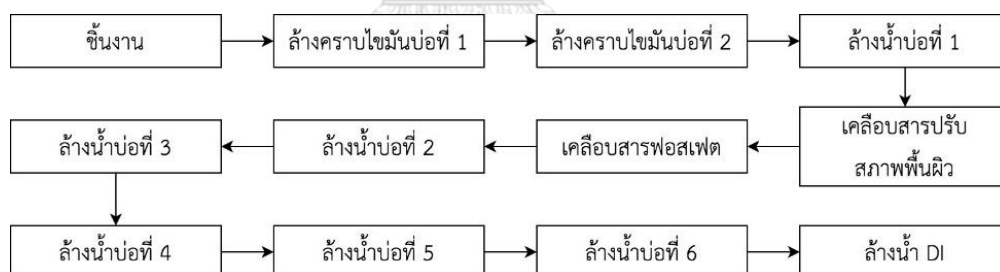 ชิ้นงาน
ล้างคราบไขมันบ่อที่ 1
ล้างคราบไขมันบ่อที่ 2
ล้างน้ำบ่อที่ 1
เคลือบสารปรับ
สภาพพื้นผิว
เคลือบสารฟอสเฟต
ล้างน้ำบ่อที่ 2
ล้างน้ำบ่อที่ 3
ล้างน้ำบ่อที่ 4
ล้างน้ำบ่อที่ 5
ล้างน้ำบ่อที่ 6
ล้างน้ำ DI